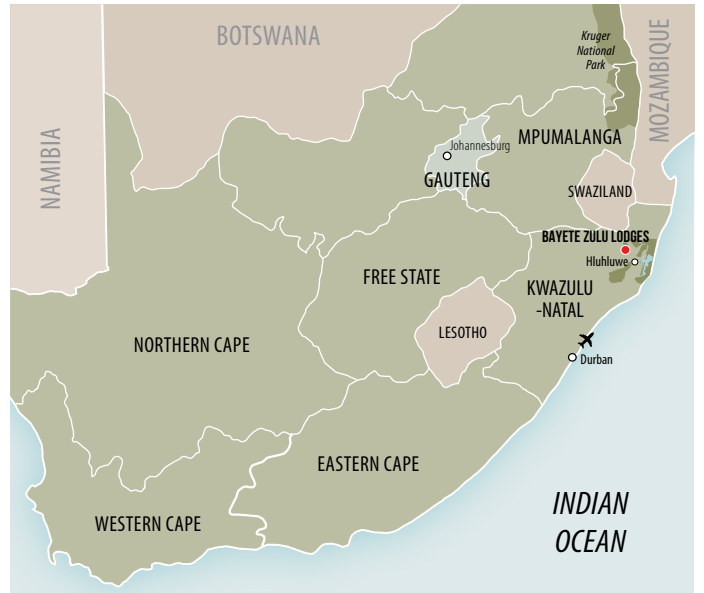 BOTSWANA
Kruger
National
Park
MOZAMBIQUE
NAMIBIA
MPUMALANGA
Johannesburg
GAUTENG
SWAZILAND
BAYETE ZULU LODGES
Hluhluwe
FREE STATE
KWAZULU
-NATAL
LESOTHO
NORTHERN CAPE
Durban
EASTERN CAPE
WESTERN CAPE
INDIAN
OCEAN